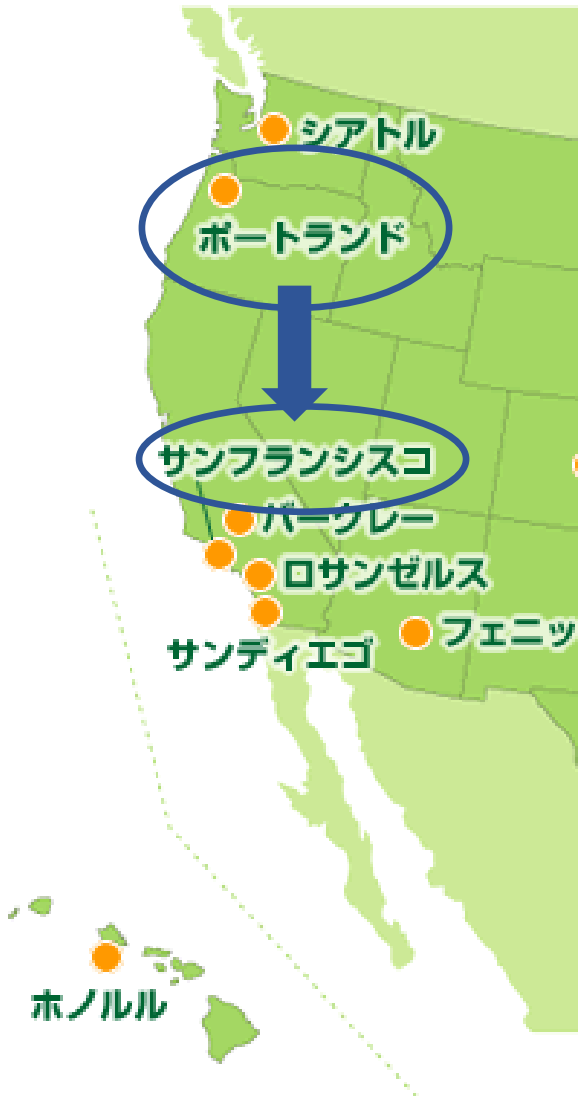 シアトル
ポートランド
サンフランシスコ
バークレー
ロサンゼルス
サンディエゴ
フェニッ
ホノルル